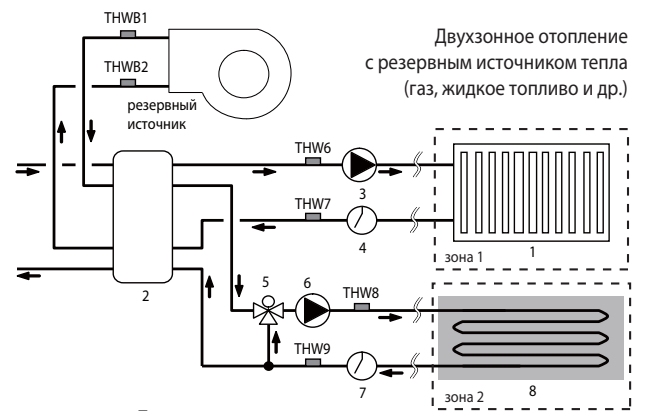 THWB1
THWB2
резервный
источник
Двухзонное отопление
с резервным источником тепла
(газ, жидкое топливо и др.)
THW6
3
THW7
4
зона 1
1
2
5
6
THW8
THW9
7
зона 2
8